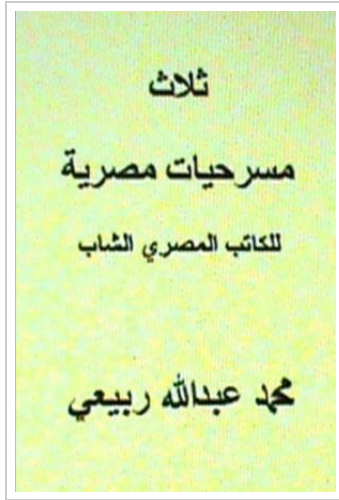 ثلاث
مسرحيات مصرية
للكاتب المصري الشاب
محمد عبدالله ربيعي